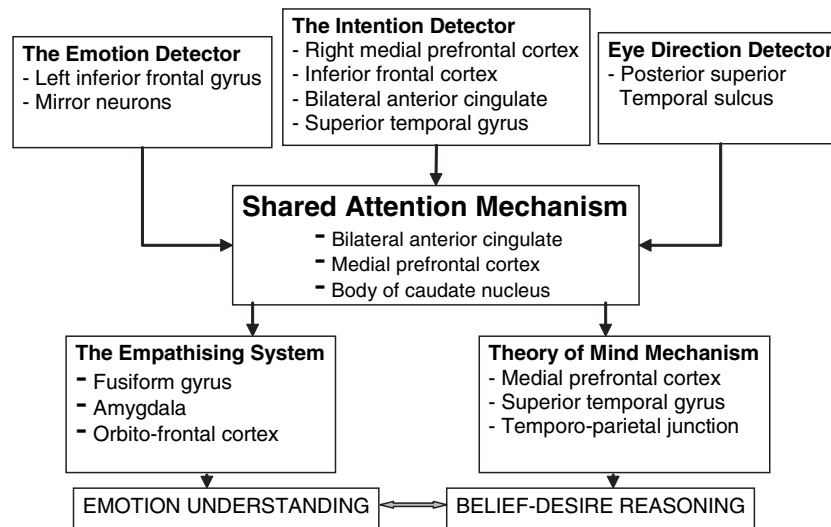 The Emotion Detector
- Left inferior frontal gyrus
- Mirror neurons
The Intention Detector
- Right medial prefrontal cortex
- Inferior frontal cortex
- Bilateral anterior cingulate
- Superior temporal gyrus
Eye Direction Detector
- Posterior superior
Temporal sulcus
Shared Attention Mechanism
- Bilateral anterior cingulate
- Medial prefrontal cortex
- Body of caudate nucleus
The Empathising System
- Fusiform gyrus
- Amygdala
- Orbito-frontal cortex
Theory of Mind Mechanism
- Medial prefrontal cortex
- Superior temporal gyrus
- Temporo-parietal junction
EMOTION UNDERSTANDING
BELIEF-DESIRE REASONING